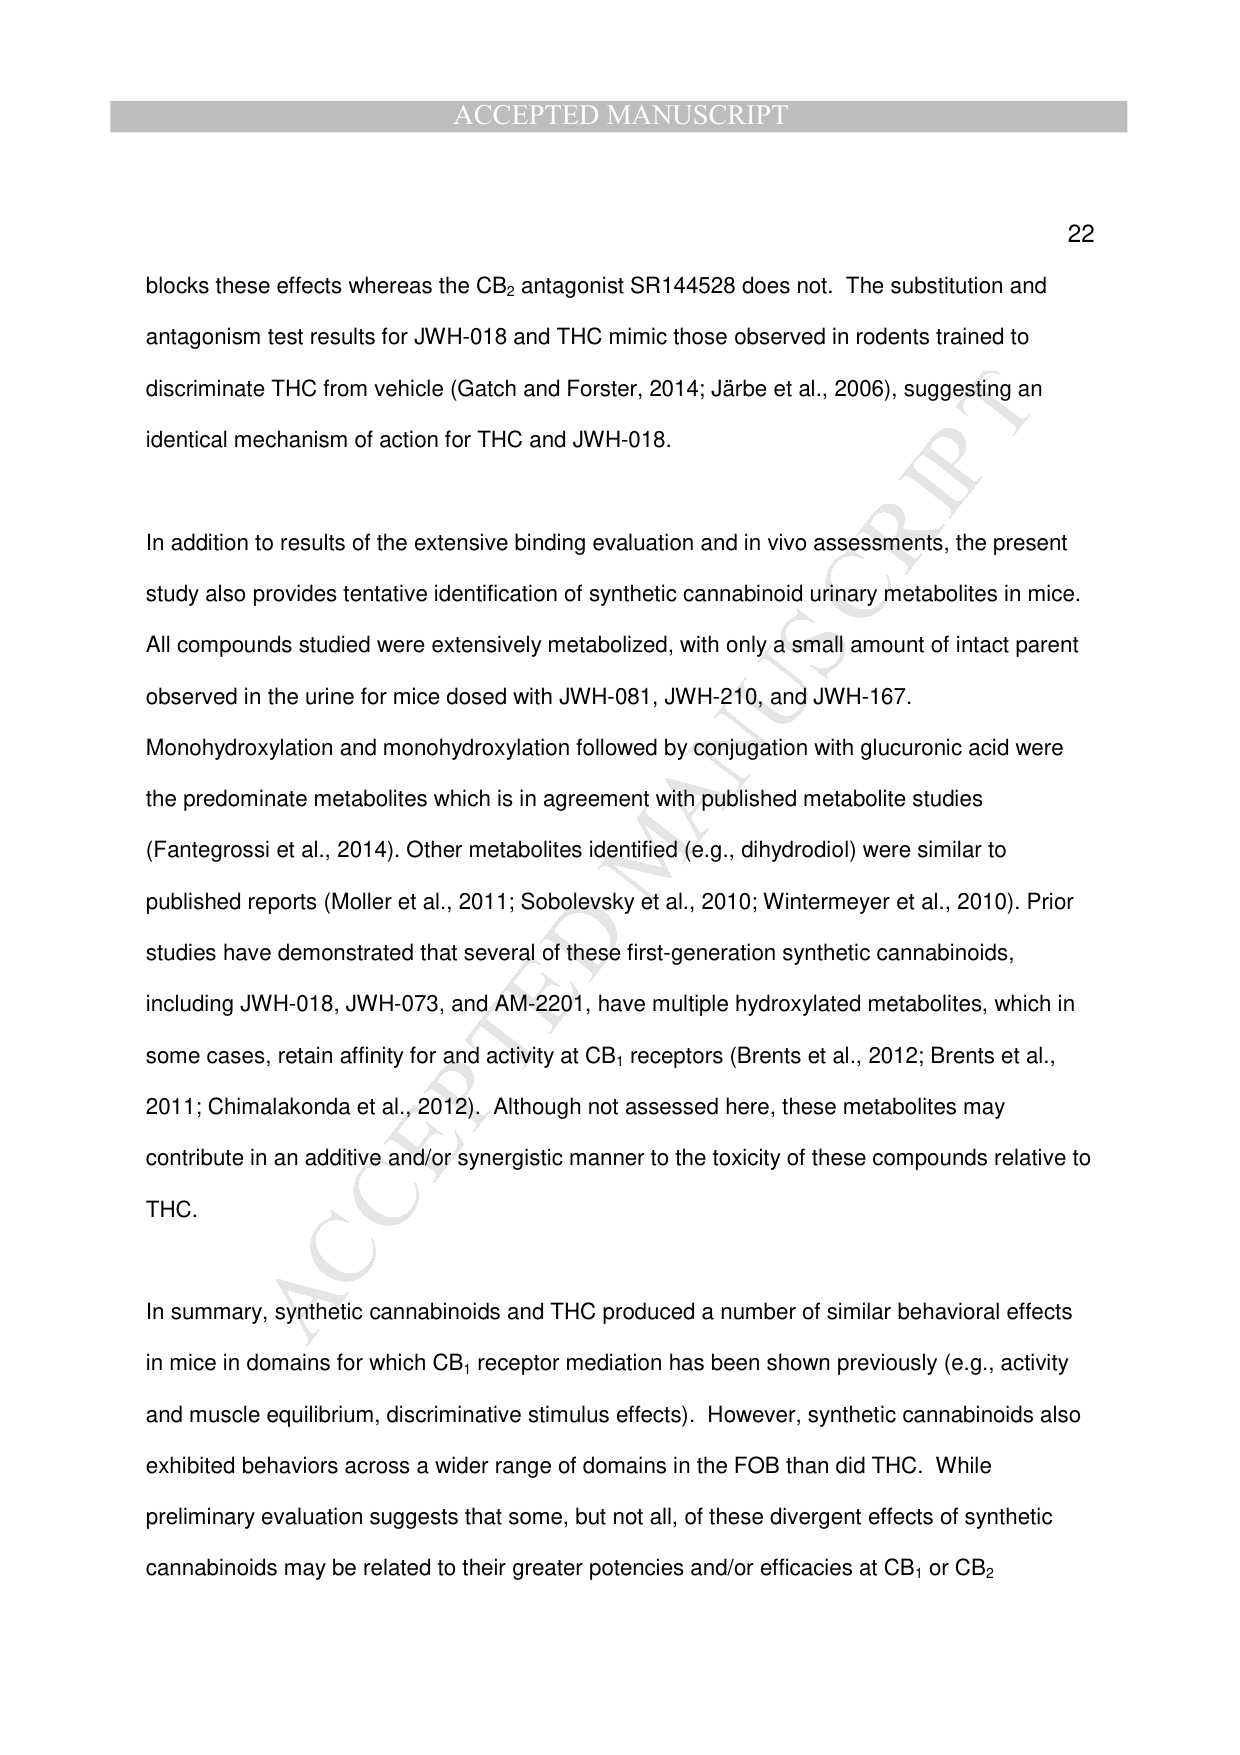 ACCEPTED MANUSCRIPT
22
blocks these effects whereas the CB2 antagonist SR144528 does not.  The substitution and
antagonism test results for JWH-018 and THC mimic those observed in rodents trained to
discriminate THC from vehicle (Gatch and Forster, 2014; Järbe et al., 2006), suggesting an
identical mechanism of action for THC and JWH-018.
In addition to results of the extensive binding evaluation and in vivo assessments, the present
study also provides tentative identification of synthetic cannabinoid urinary metabolites in mice.
All compounds studied were extensively metabolized, with only a small amount of intact parent
observed in the urine for mice dosed with JWH-081, JWH-210, and JWH-167.
Monohydroxylation and monohydroxylation followed by conjugation with glucuronic acid were
the predominate metabolites which is in agreement with published metabolite studies
(Fantegrossi et al., 2014). Other metabolites identified (e.g., dihydrodiol) were similar to
published reports (Moller et al., 2011; Sobolevsky et al., 2010; Wintermeyer et al., 2010). Prior
studies have demonstrated that several of these first-generation synthetic cannabinoids,
including JWH-018, JWH-073, and AM-2201, have multiple hydroxylated metabolites, which in
some cases, retain affinity for and activity at CB1 receptors (Brents et al., 2012; Brents et al.,
2011; Chimalakonda et al., 2012).  Although not assessed here, these metabolites may
contribute in an additive and/or synergistic manner to the toxicity of these compounds relative to
THC.
In summary, synthetic cannabinoids and THC produced a number of similar behavioral effects
in mice in domains for which CB1 receptor mediation has been shown previously (e.g., activity
and muscle equilibrium, discriminative stimulus effects).  However, synthetic cannabinoids also
exhibited behaviors across a wider range of domains in the FOB than did THC.  While
preliminary evaluation suggests that some, but not all, of these divergent effects of synthetic
cannabinoids may be related to their greater potencies and/or efficacies at CB1 or CB2
ACCEPTED MANUSCRIPT